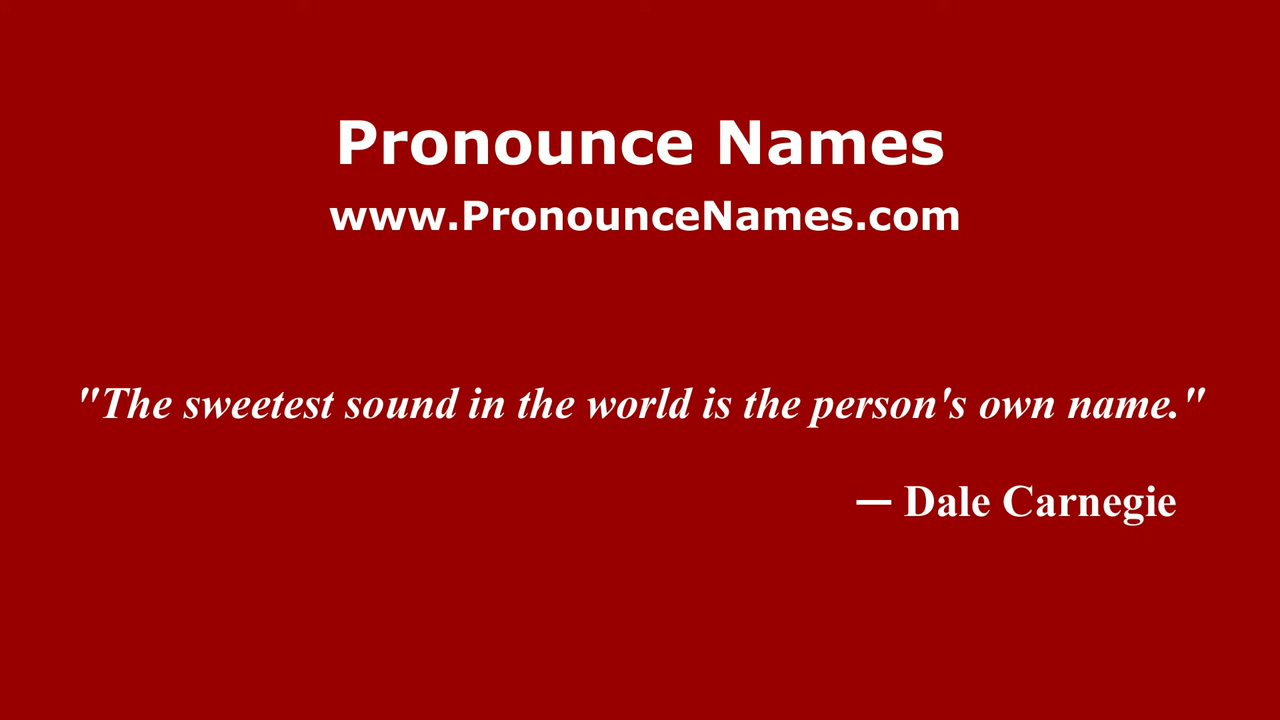 Pronounce Names
www.PronounceNames.com
"The sweetest sound in the world is the person's own name."
— Dale Carnegie